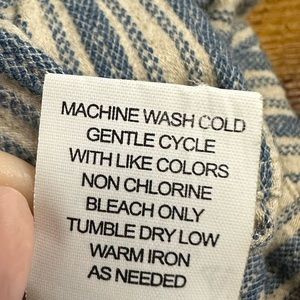 MACHINE WASH COLD
GENTLE CYCLE
WITH LIKE COLORS
NON CHLORINE
BLEACH ONLY
TUMBLE DRY LOW
WARM IRON
AS NEEDED